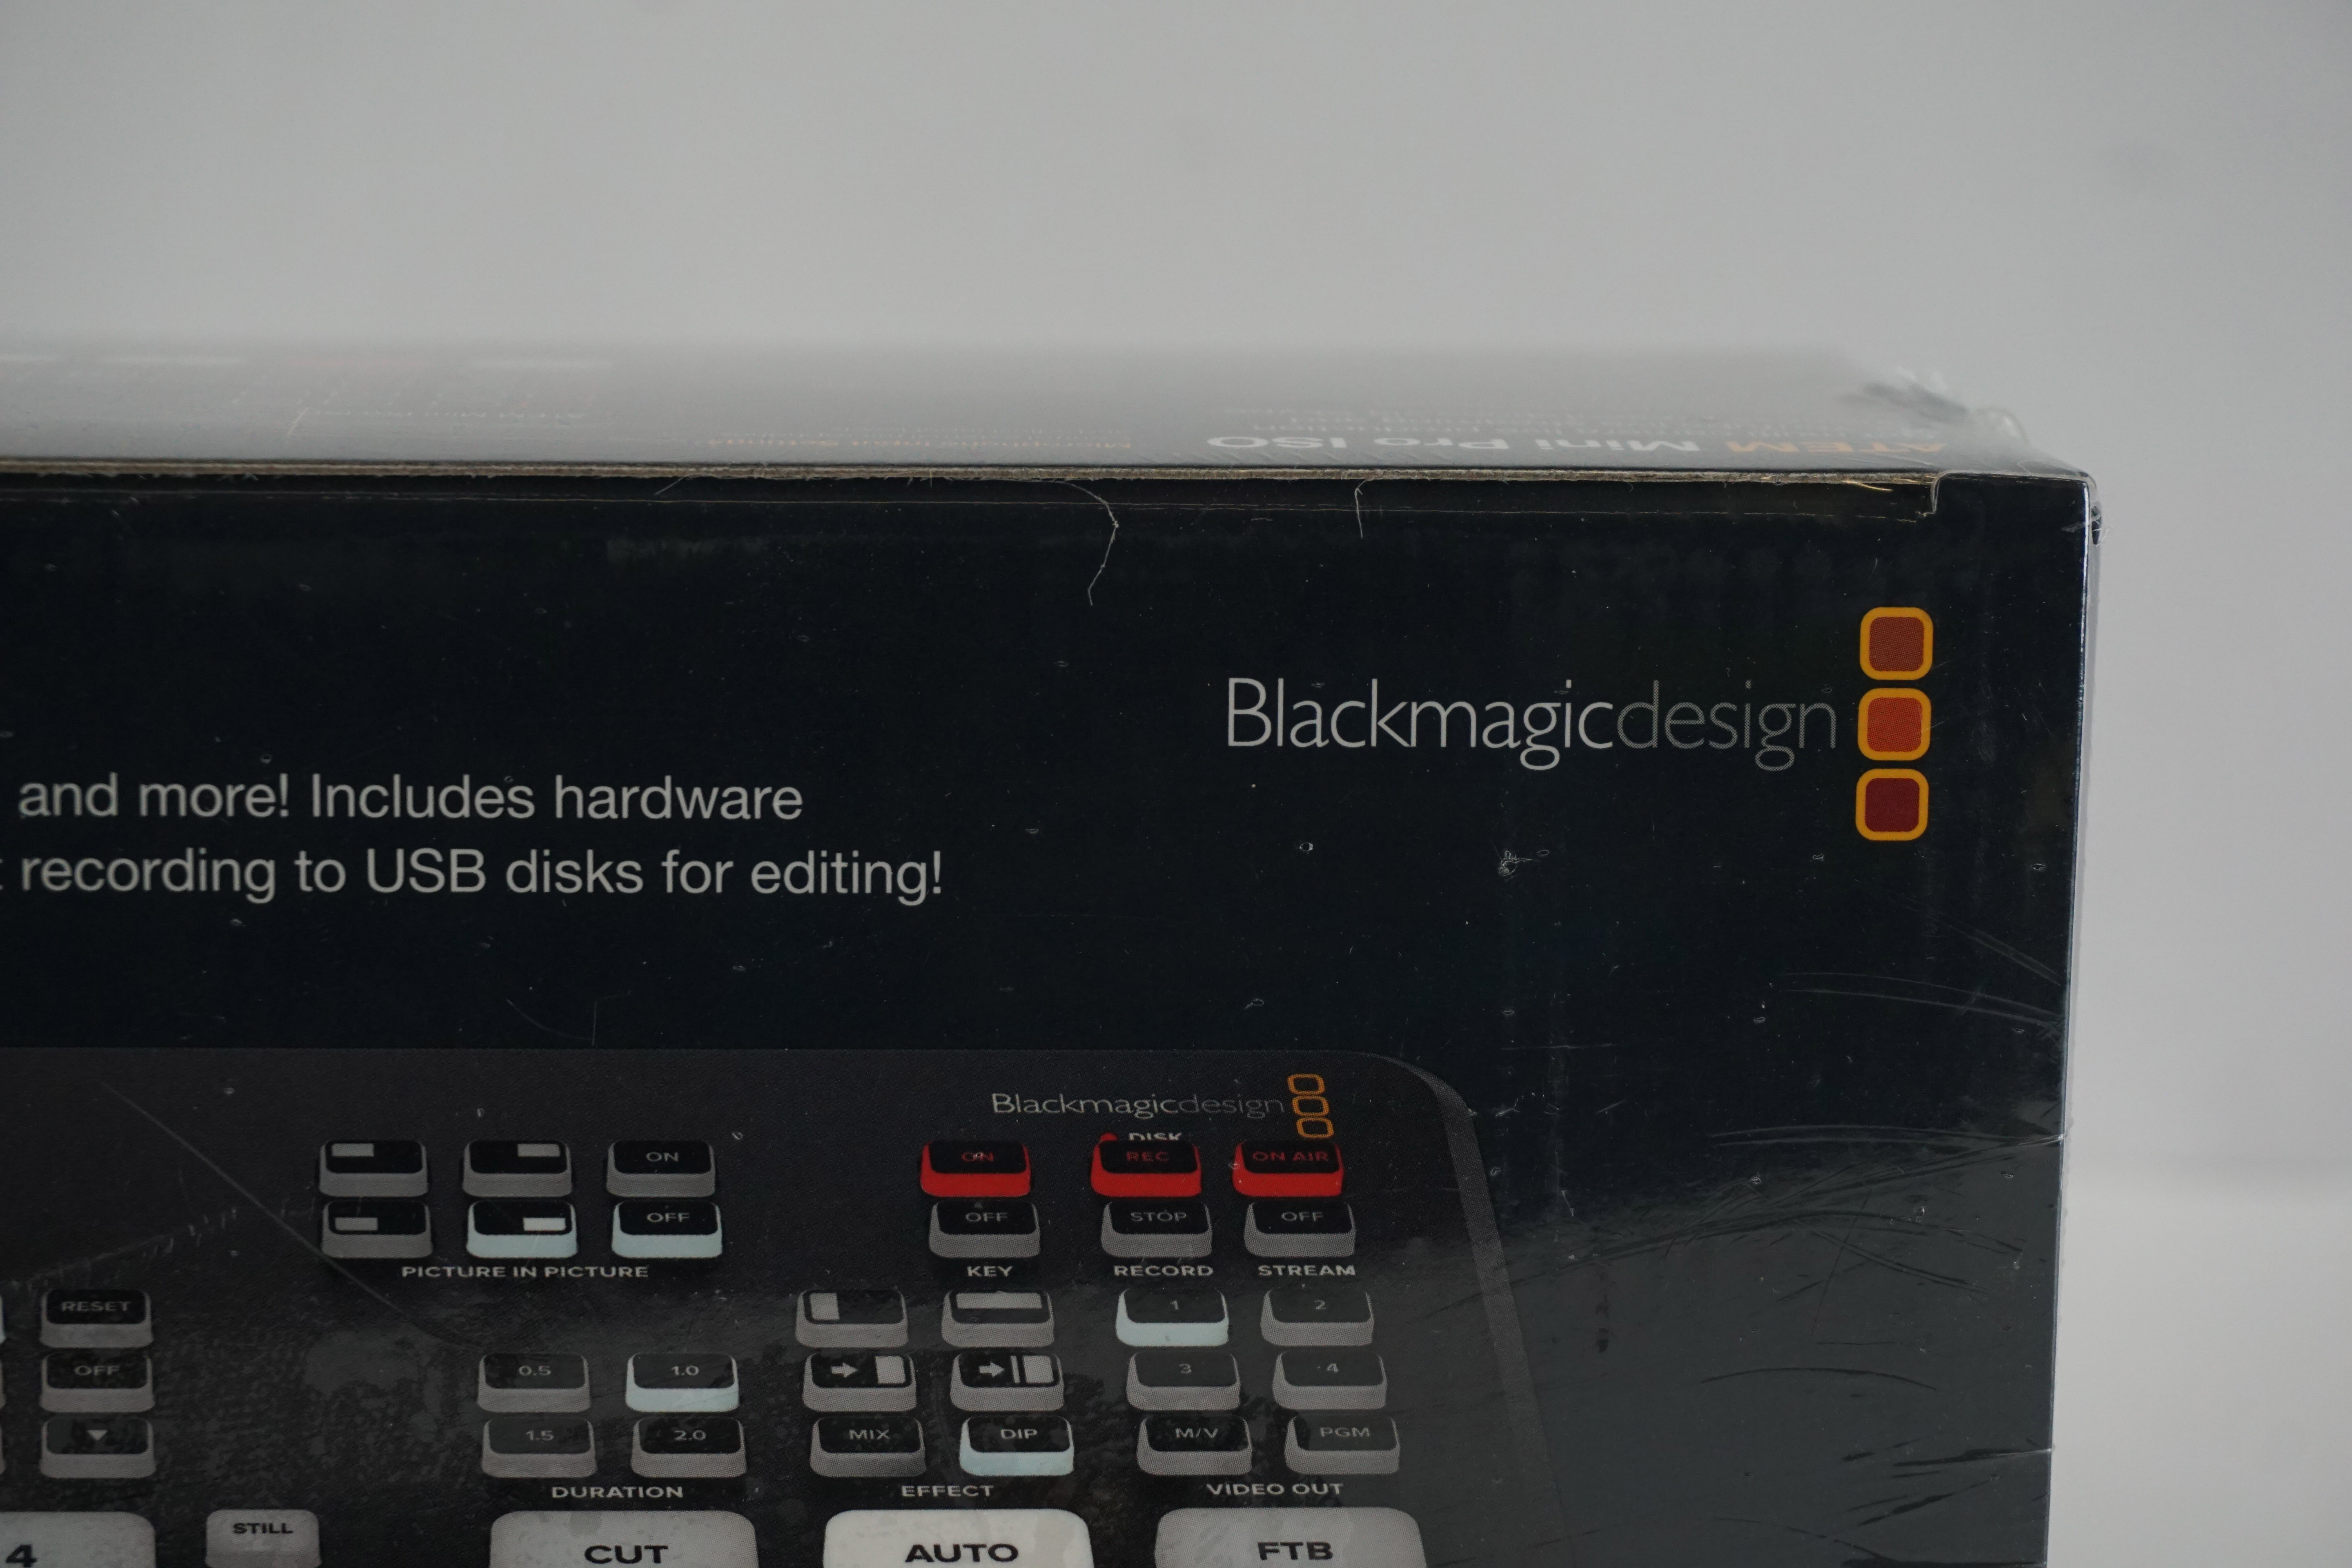 ATEM Mini Pro ISO
Blackmagicdesign
and more! Includes hardware
recording to USB disks for editing!
Blackmagicdesign
DISK
ON
ON
REC
ON AIR
OFF
OFF
STOP
OFF
PICTURE IN PICTURE
KEY
RECORD
STREAM
RESET
1
2
OFF
0.5
1.0
3
4
1.5
2.0
MIX
DIP
M/V
PGM
DURATION
EFFECT
VIDEO OUT
4
STILL
CUT
AUTO
FTB